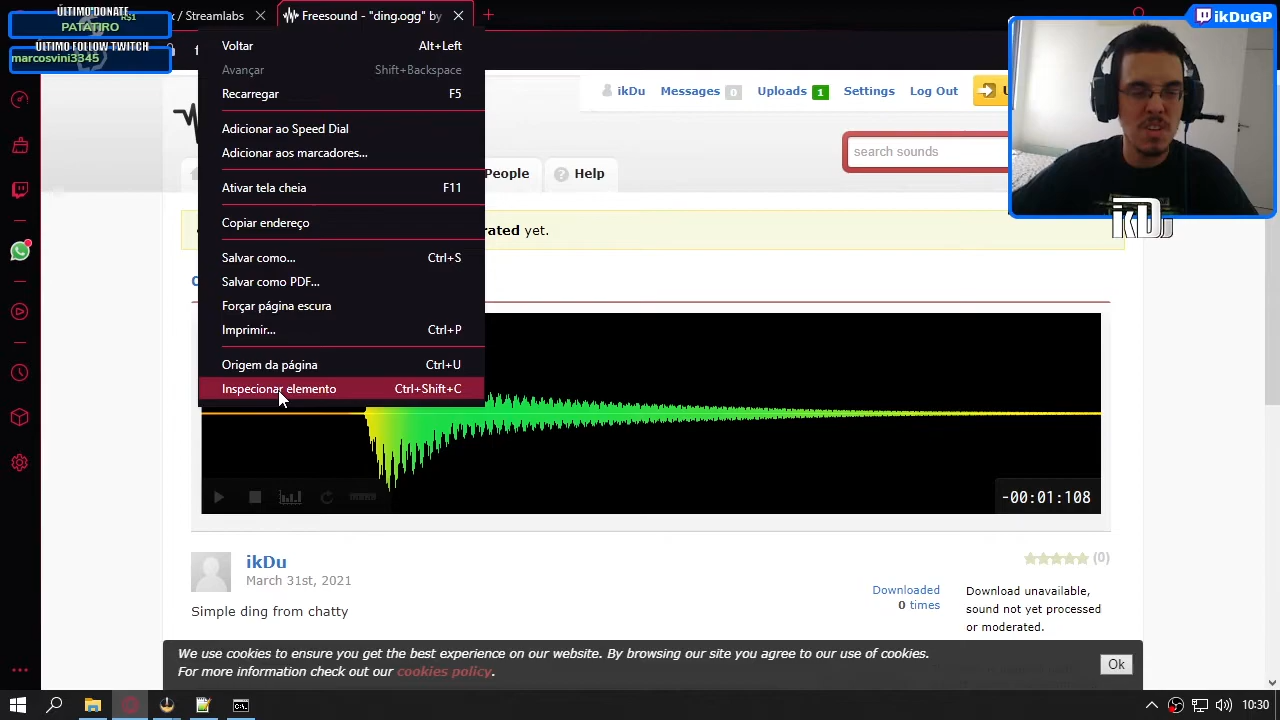 ÚLTIMO DONATE
R$1
PATATIRO
ÚLTIMO FOLLOW TWITCH
marcosvini3345
/ Streamlabs
Freesound - "ding.ogg" by
ikDuGP
Voltar Alt+Left
Avançar Shift+Backspace
Recarregar F5
Adicionar ao Speed Dial
Adicionar aos marcadores...
Ativar tela cheia F11
Copiar endereço
Salvar como... Ctrl+S
Salvar como PDF...
Forçar página escura
Imprimir... Ctrl+P
Origem da página Ctrl+U
Inspecionar elemento Ctrl+Shift+C
ikDu Messages 0 Uploads 1 Settings Log Out
search sounds
People Help
rated yet.
ikDu
-00:01:108
ikDu
March 31st, 2021
(0)
Simple ding from chatty
Downloaded
0 times
Download unavailable,
sound not yet processed
or moderated.
We use cookies to ensure you get the best experience on our website. By browsing our site you agree to our use of cookies.
For more information check out our cookies policy.
Ok
10:30